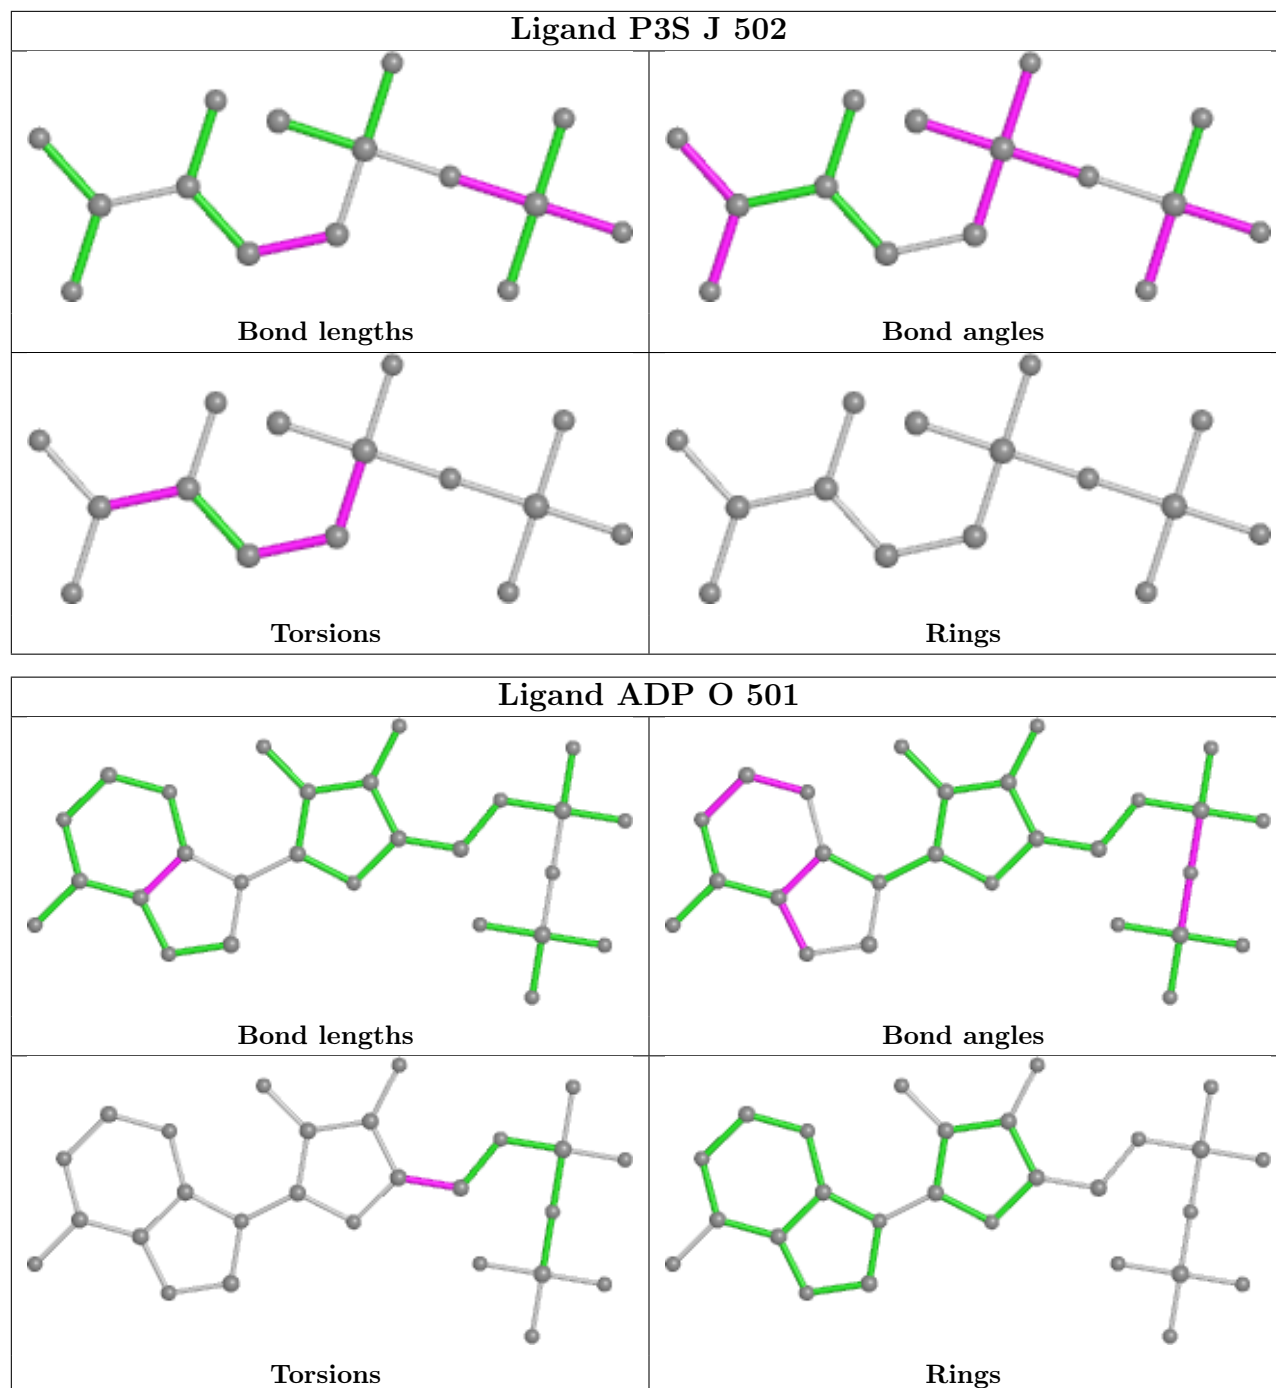 Ligand P3S J 502
Bond lengths
Bond angles
Torsions
Rings
Ligand ADP O 501
Bond lengths
Bond angles
Torsions
Rings